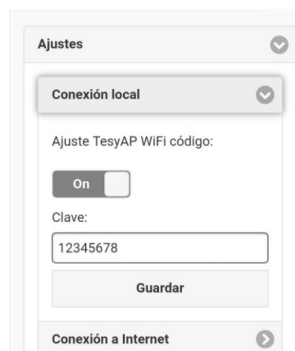 Ajustes
Conexión local
Ajuste TesyAP WiFi código:
On
Clave:
12345678
Guardar
Conexión a Internet